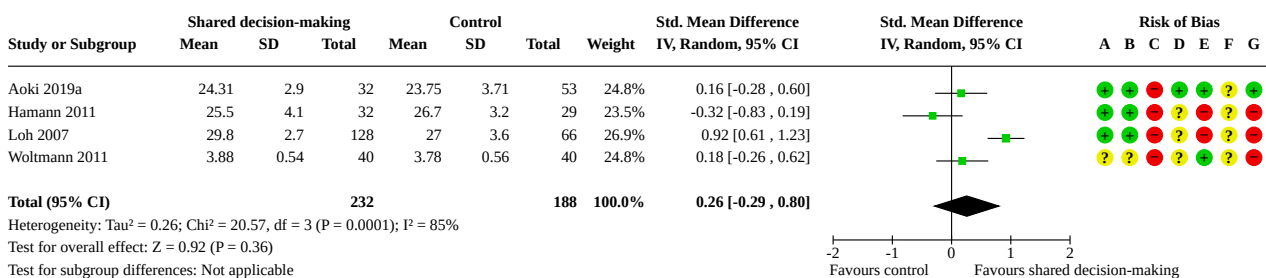 Shared decision-making Control Std. Mean Difference Std. Mean Difference Risk of Bias
Study or Subgroup Mean SD Total Mean SD Total Weight IV, Random, 95% CI IV, Random, 95% CI A B C D E F G
Aoki 2019a 24.31 2.9 32 23.75 3.71 53 24.8% 0.16 [-0.28 , 0.60] + + − + + ? +
Hamann 2011 25.5 4.1 32 26.7 3.2 29 23.5% -0.32 [-0.83 , 0.19] + + − ? − ? −
Loh 2007 29.8 2.7 128 27 3.6 66 26.9% 0.92 [0.61 , 1.23] + + − ? − ? −
Woltmann 2011 3.88 0.54 40 3.78 0.56 40 24.8% 0.18 [-0.26 , 0.62] ? ? − ? + ? −
Total (95% CI) 232 188 100.0% 0.26 [-0.29 , 0.80]
Heterogeneity: Tau² = 0.26; Chi² = 20.57, df = 3 (P = 0.0001); I² = 85%
Test for overall effect: Z = 0.92 (P = 0.36)
-2 -1 0 1 2
Test for subgroup differences: Not applicable
Favours control Favours shared decision-making